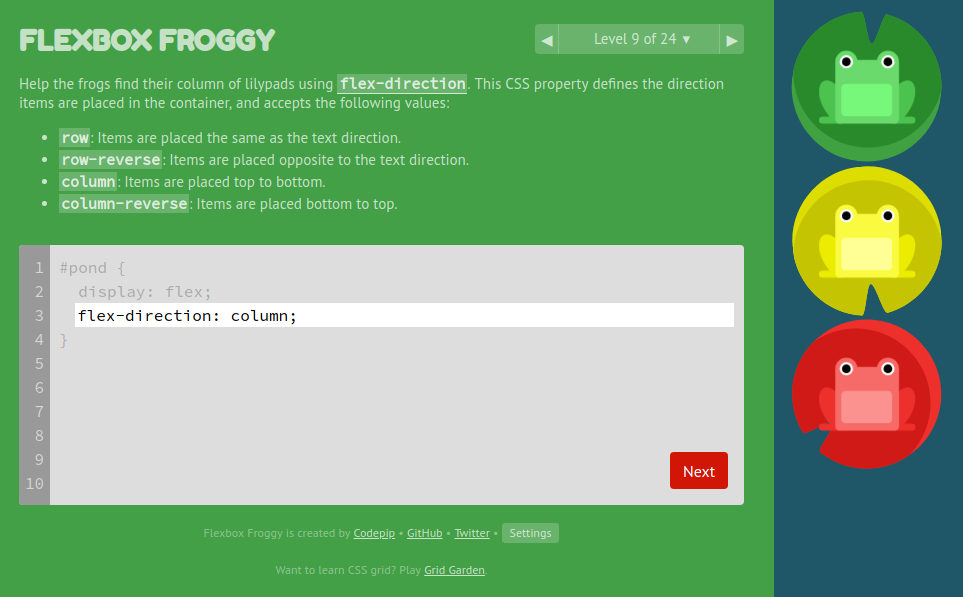 FLEXBOX FROGGY
◀ Level 9 of 24 ▼ ▶
Help the frogs find their column of lilypads using flex-direction. This CSS property defines the direction
items are placed in the container, and accepts the following values:
• row: Items are placed the same as the text direction.
• row-reverse: Items are placed opposite to the text direction.
• column: Items are placed top to bottom.
• column-reverse: Items are placed bottom to top.
1 #pond {
2 display: flex;
3 flex-direction: column;
4 }
5
6
7
8
9
10
Next
Flexbox Froggy is created by Codepip • GitHub • Twitter • Settings
Want to learn CSS grid? Play Grid Garden.